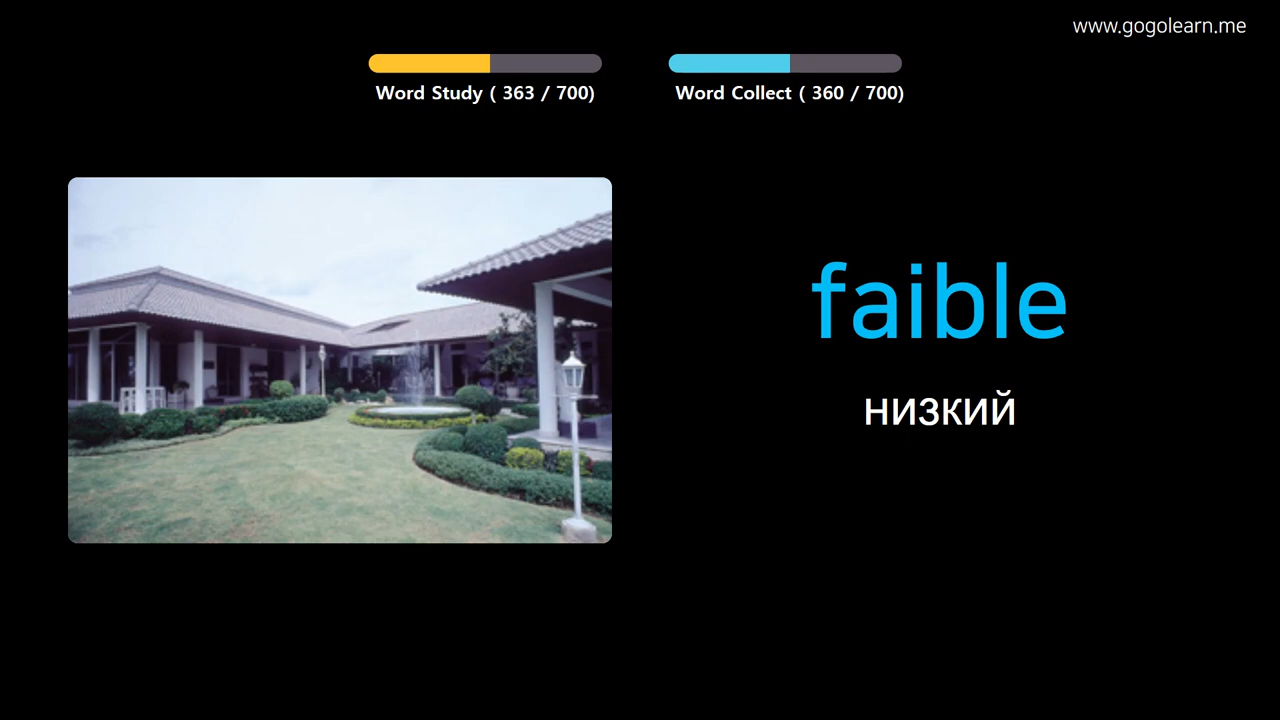 www.gogolearn.me
Word Study ( 363 / 700)
Word Collect ( 360 / 700)
faible
низкий